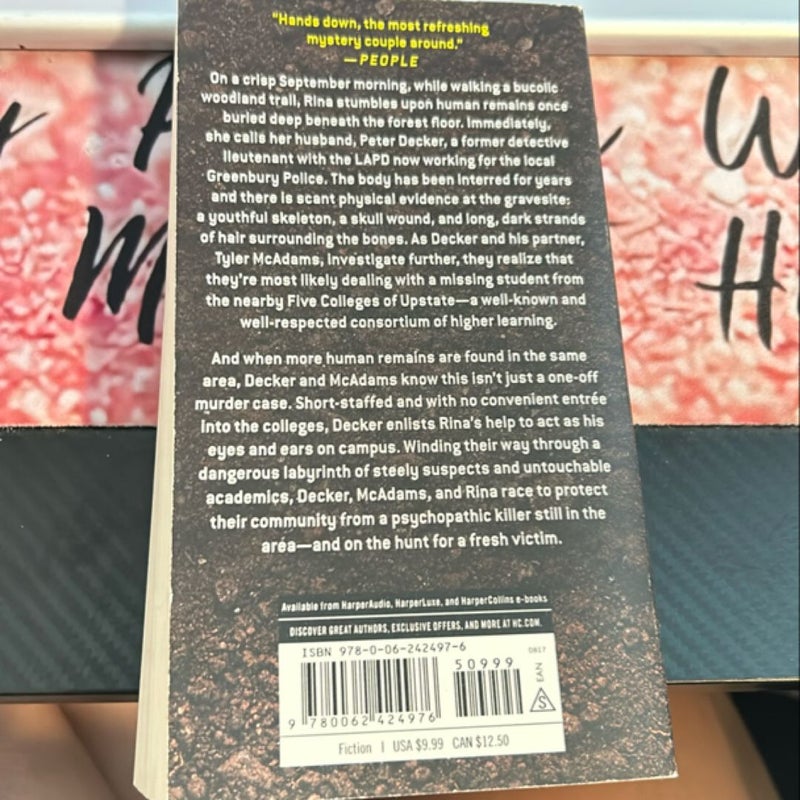 "Hands down, the most refreshing
mystery couple around."
—PEOPLE
On a crisp September morning, while walking a bucolic
woodland trail, Rina stumbles upon human remains once
buried deep beneath the forest floor. Immediately,
she calls her husband, Peter Decker, a former detective
lieutenant with the LAPD now working for the local
Greenbury Police. The body has been interred for years
and there is scant physical evidence at the gravesite:
a youthful skeleton, a skull wound, and long, dark strands
of hair surrounding the bones. As Decker and his partner,
Tyler McAdams, investigate further, they realize that
they're most likely dealing with a missing student from
the nearby Five Colleges of Upstate—a well-known and
well-respected consortium of higher learning.
And when more human remains are found in the same
area, Decker and McAdams know this isn't just a one-off
murder case. Short-staffed and with no convenient entrée
into the colleges, Decker enlists Rina's help to act as his
eyes and ears on campus. Winding their way through a
dangerous labyrinth of steely suspects and untouchable
academics, Decker, McAdams, and Rina race to protect
their community from a psychopathic killer still in the
area—and on the hunt for a fresh victim.
Available from HarperAudio, HarperLuxe, and HarperCollins e-books
DISCOVER GREAT AUTHORS, EXCLUSIVE OFFERS, AND MORE AT HC.COM.
ISBN 978-0-06-242497-6
0817
50999
EAN
S
9 780062 424976
Fiction | USA $9.99 CAN $12.50